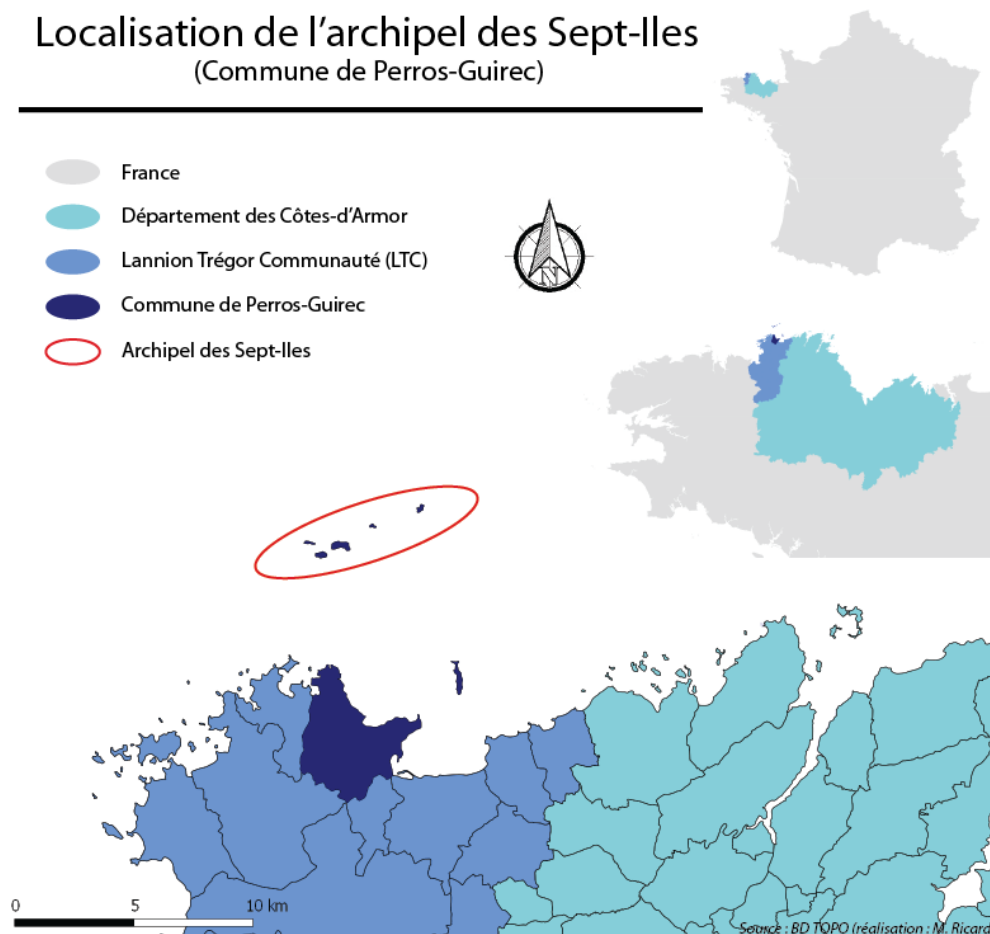 Localisation de l'archipel des Sept-Iles
(Commune de Perros-Guirec)
France
Département des Côtes-d'Armor
Lannion Trégor Communauté (LTC)
Commune de Perros-Guirec
Archipel des Sept-Iles
N
0 5 10 km
Source : BD TOPO (réalisation : M. Ricard